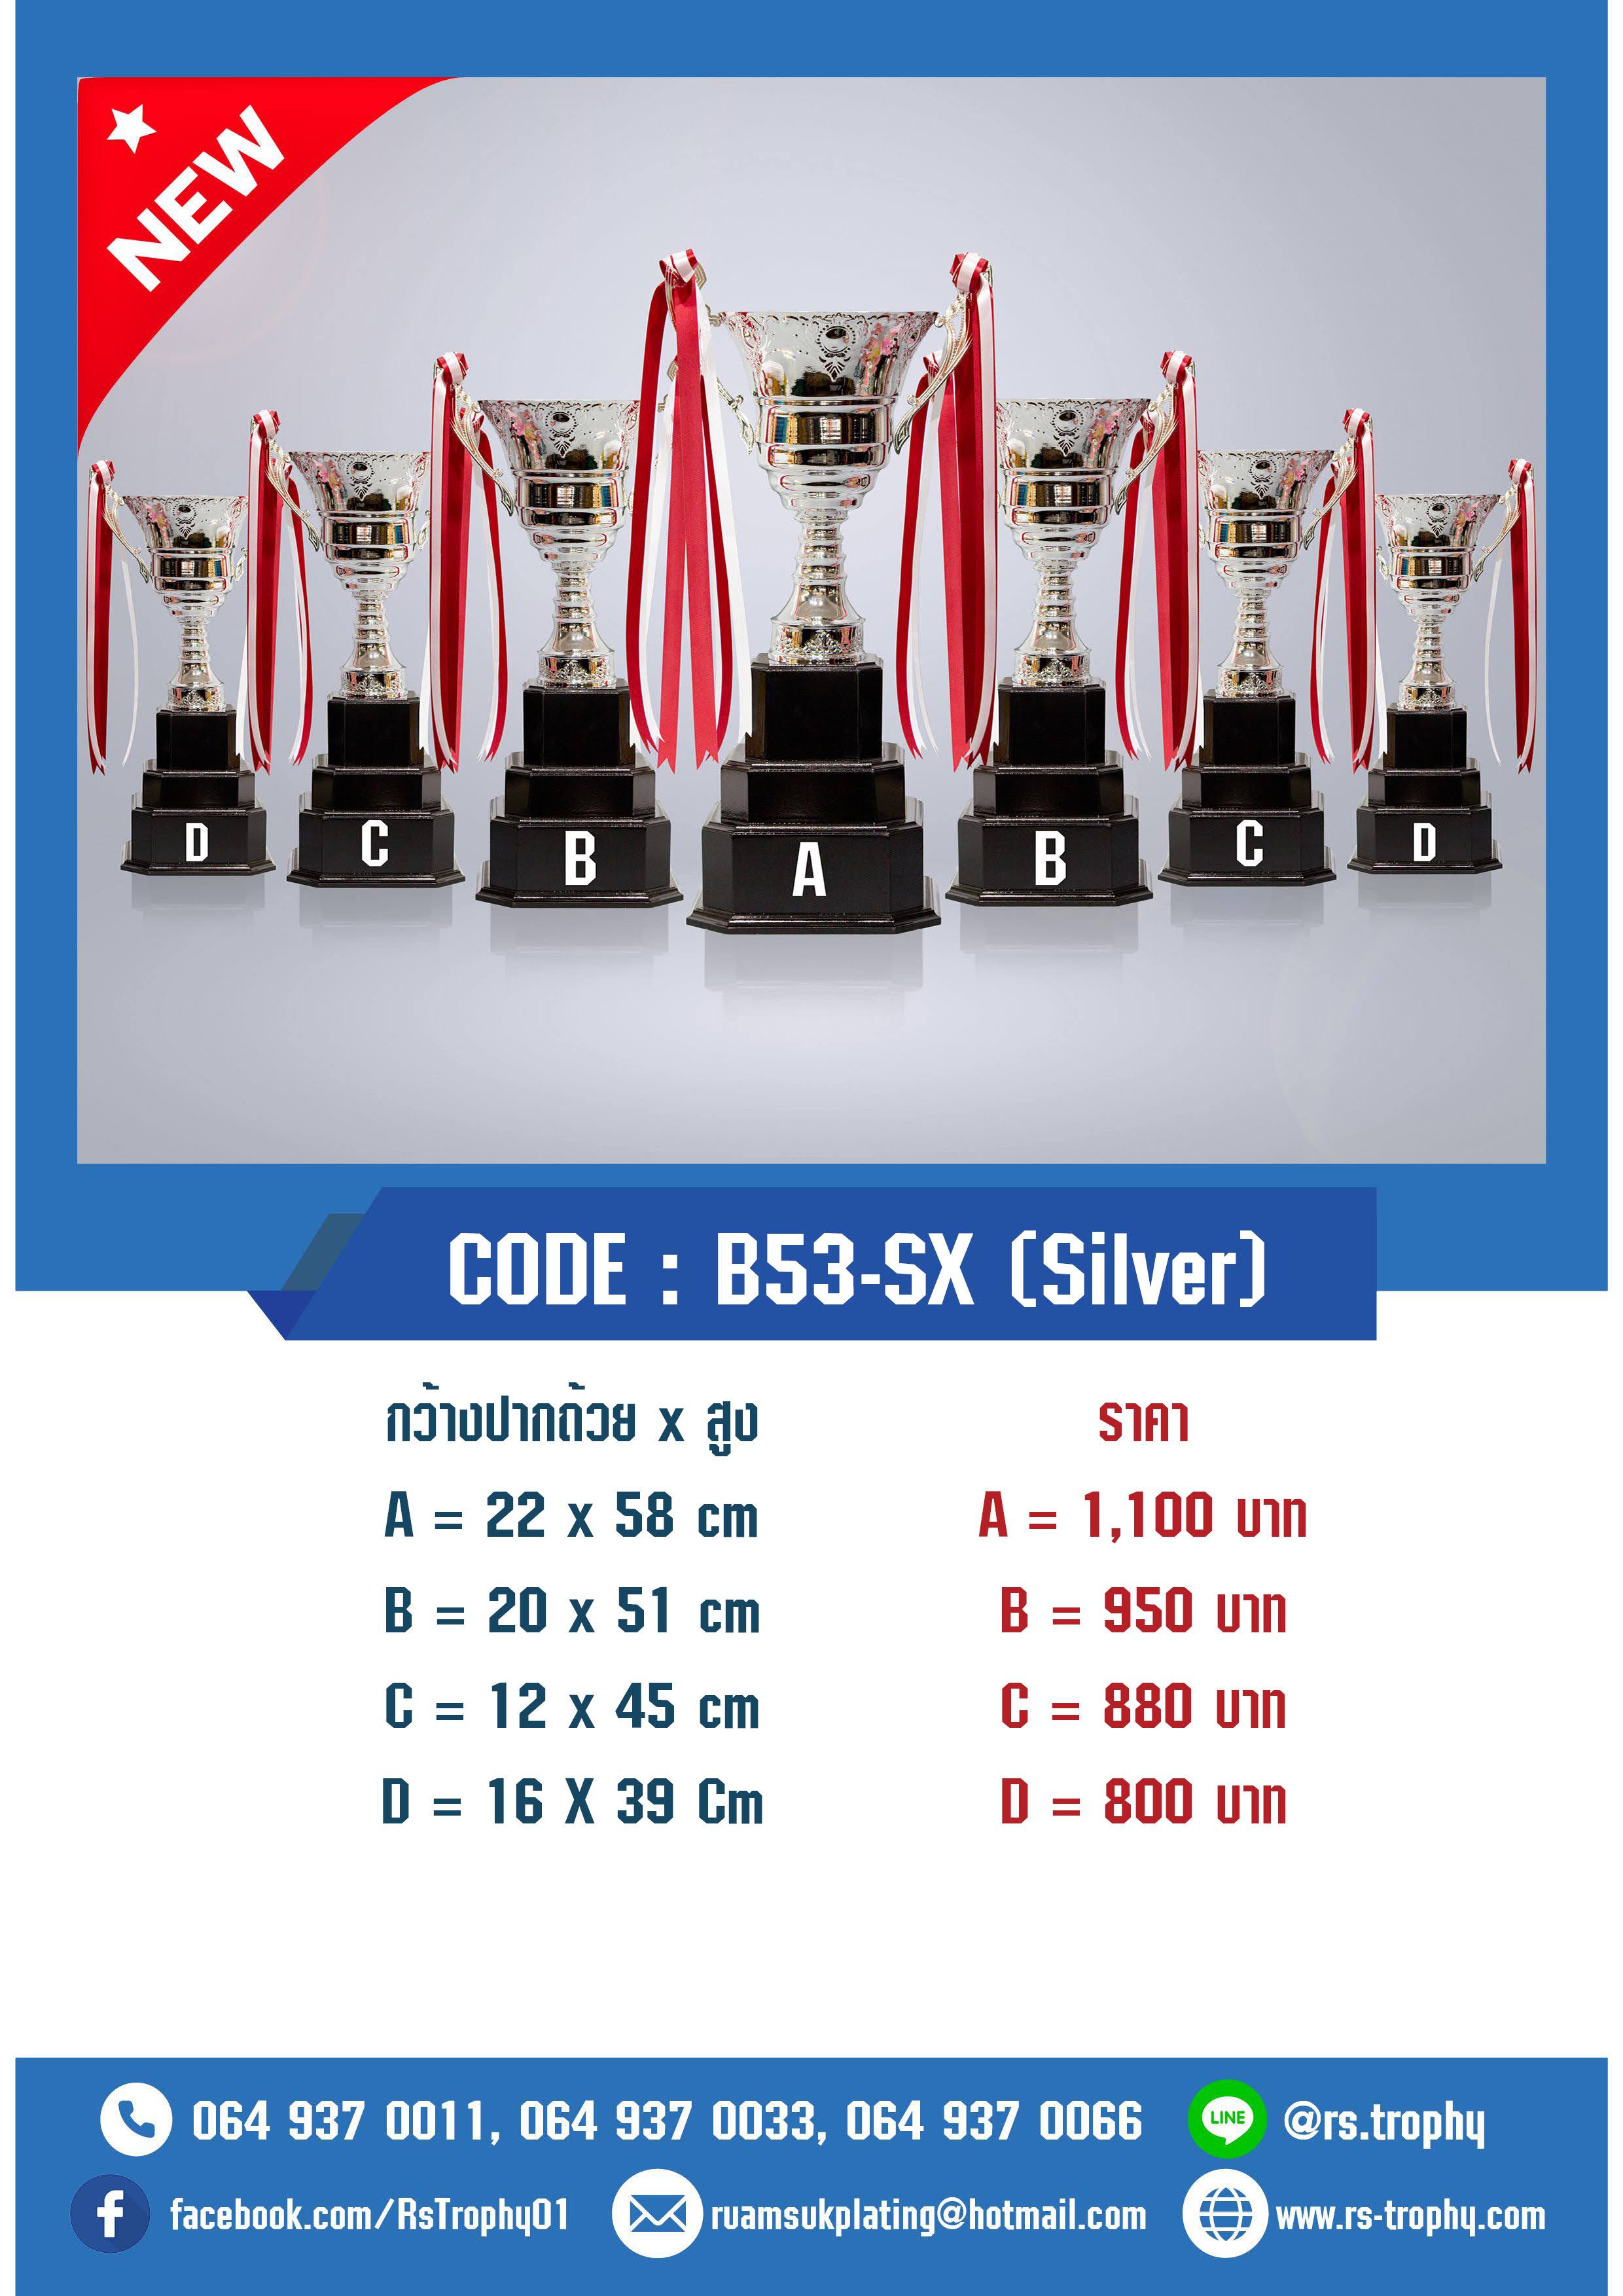 NEW
D C B A B C D
CODE : B53-SX (Silver)
กว้างปากถ้วย x สูง
A = 22 x 58 cm
B = 20 x 51 cm
C = 12 x 45 cm
D = 16 X 39 Cm
ราคา
A = 1,100 บาท
B = 950 บาท
C = 880 บาท
D = 800 บาท
064 937 0011, 064 937 0033, 064 937 0066
LINE @rs.trophy
f facebook.com/RsTrophy01
ruamsukplating@hotmail.com
www.rs-trophy.com